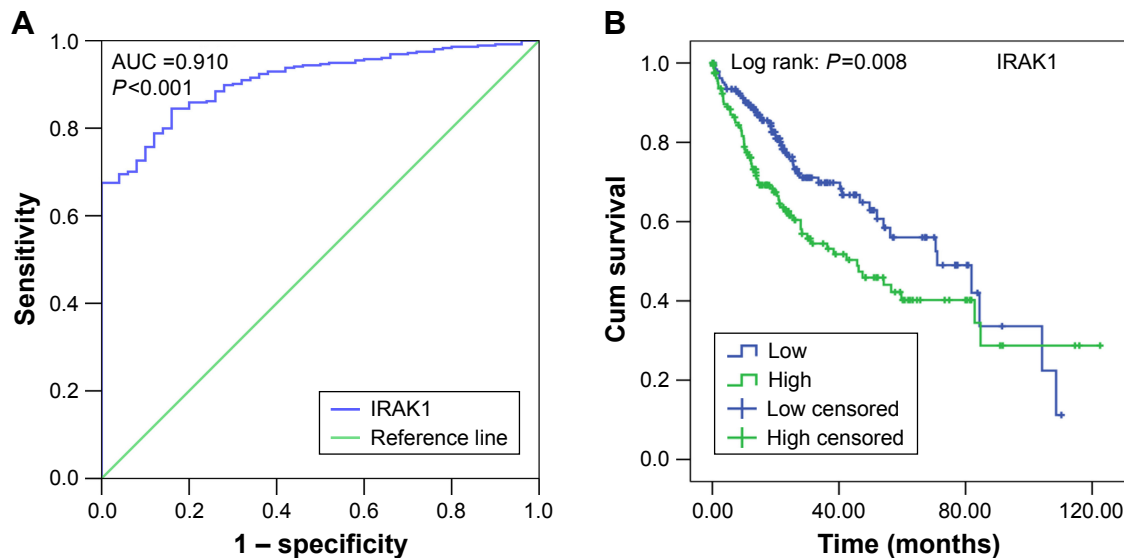 A
AUC =0.910
P<0.001
1.0
0.8
0.6
0.4
0.2
0.0
Sensitivity
IRAK1
Reference line
0.0 0.2 0.4 0.6 0.8 1.0
1 – specificity
B
Log rank: P=0.008 IRAK1
1.0
0.8
0.6
0.4
0.2
0.0
Cum survival
Low
High
Low censored
High censored
0.00 40.00 80.00 120.00
Time (months)